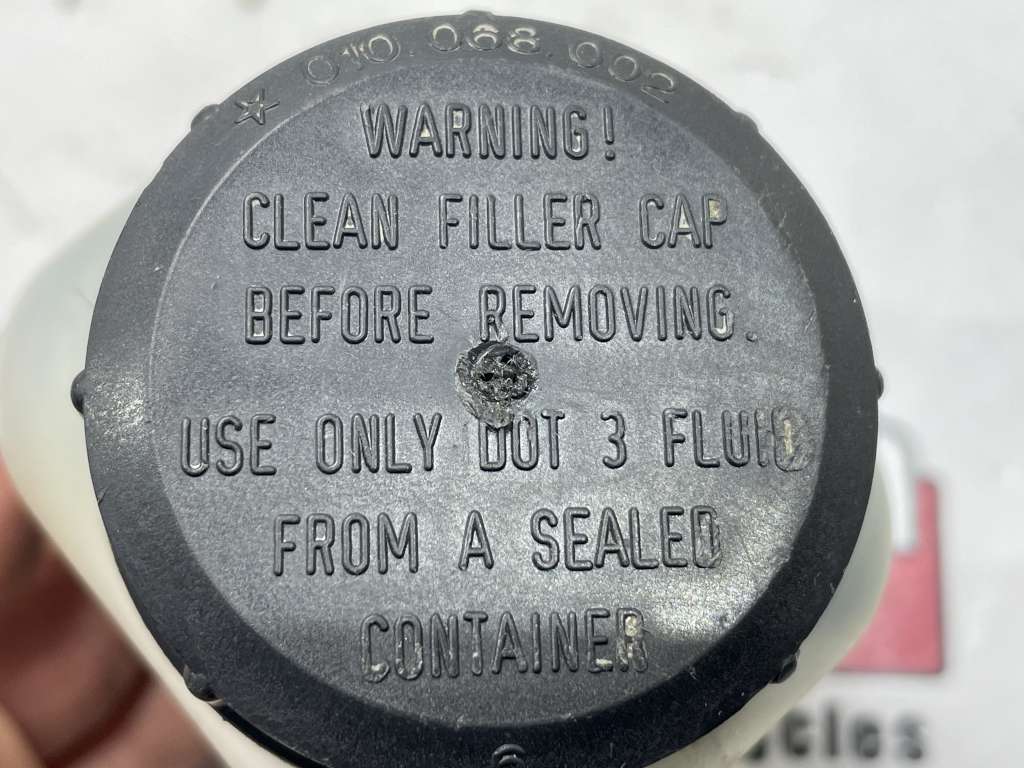 010.068.002
WARNING!
CLEAN FILLER CAP
BEFORE REMOVING.
USE ONLY DOT 3 FLUID
FROM A SEALED
CONTAINER